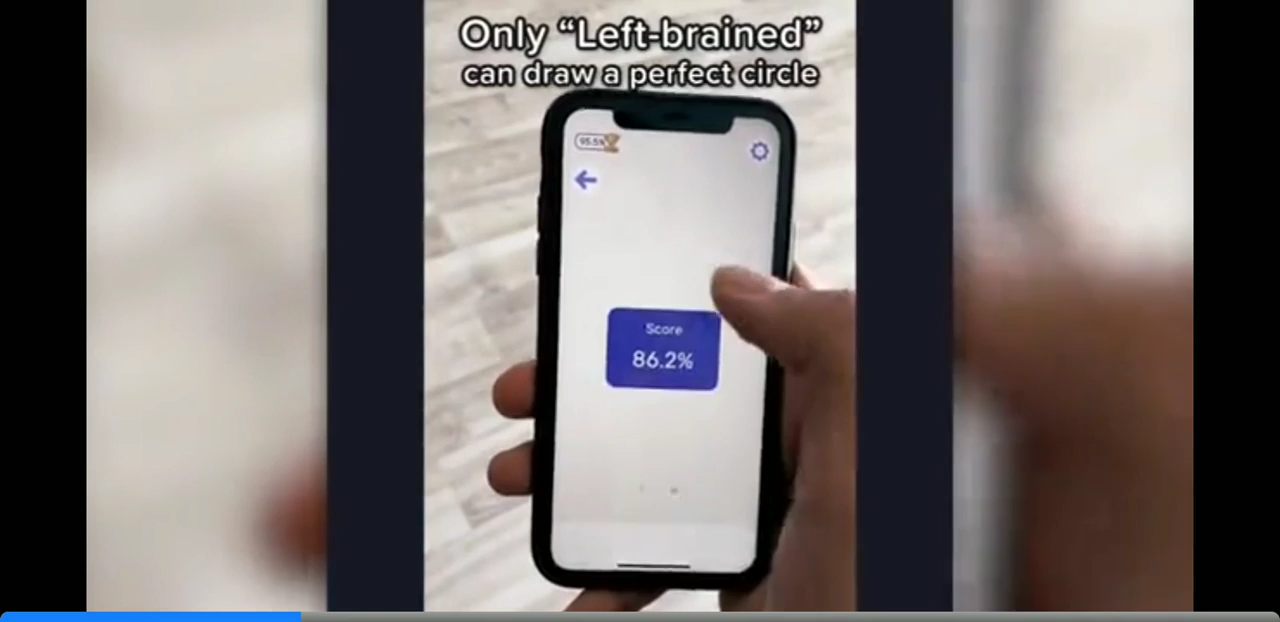 Only “Left-brained”
can draw a perfect circle
95.5%
Score
86.2%